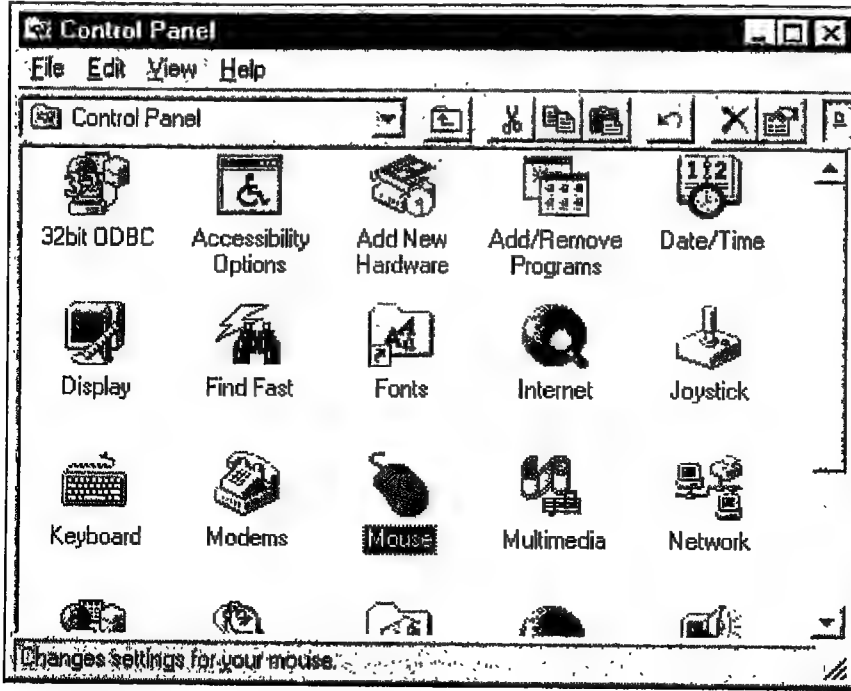 Control Panel
File Edit View Help
Control Panel
32bit ODBC
Accessibility Options
Add New Hardware
Add/Remove Programs
Date/Time
Display
Find Fast
Fonts
Internet
Joystick
Keyboard
Modems
Mouse
Multimedia
Network
Changes settings for your mouse.